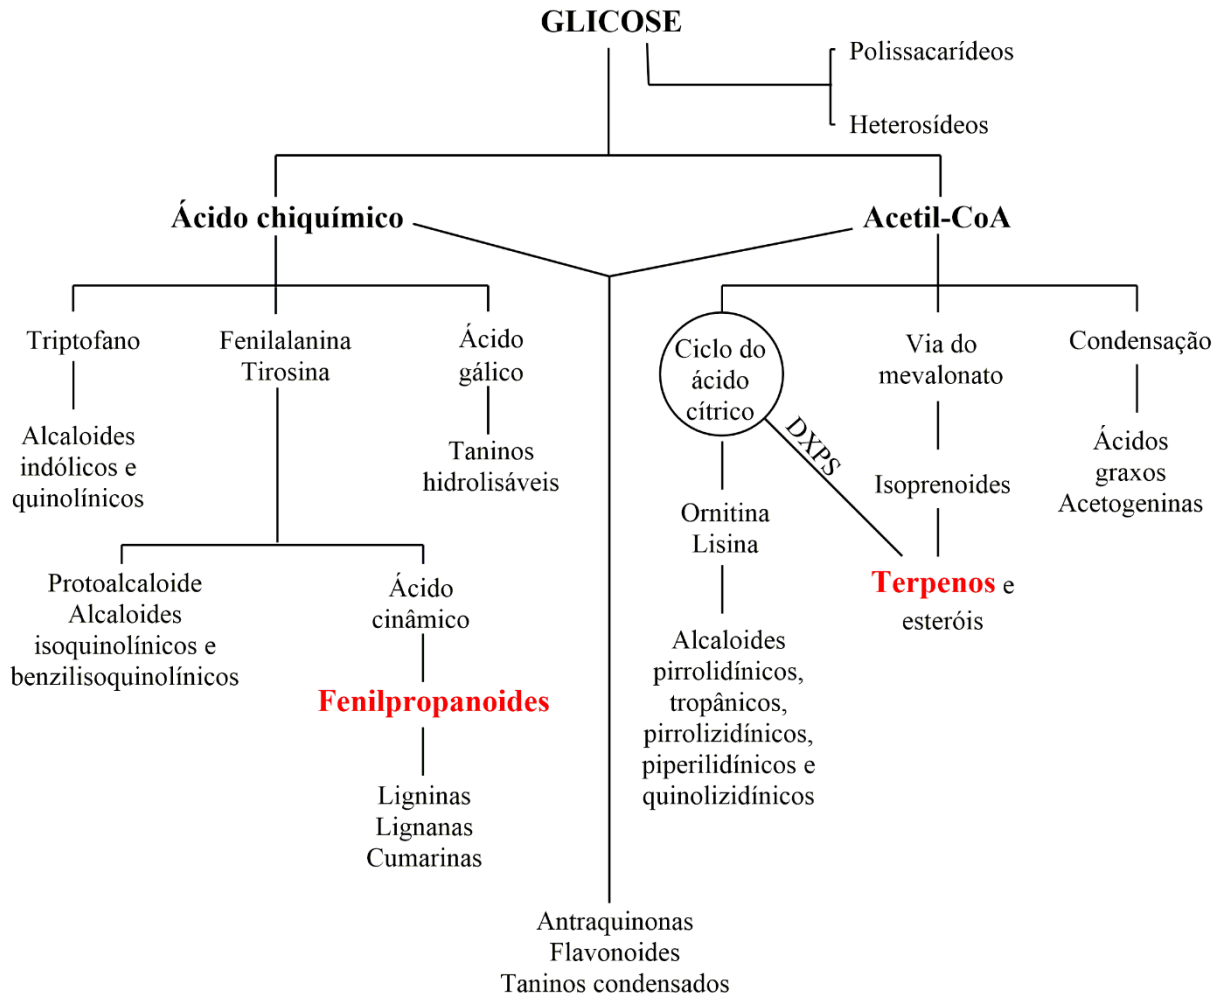 GLICOSE
Polissacarídeos
Heterosídeos
Ácido chiquímico
Acetil-CoA
Triptofano
Fenilalanina
Tirosina
Ácido
gálico
Ciclo do
ácido
cítrico
Via do
mevalonato
Condensação
Alcaloides
indólicos e
quinolínicos
Taninos
hidrolisáveis
DXPS
Ornitina
Lisina
Isoprenoides
Ácidos
graxos
Acetogeninas
Protoalcaloide
Alcaloides
isoquinolínicos e
benzilisoquinolínicos
Ácido
cinâmico
Terpenos e
esteróis
Fenilpropanoides
Alcaloides
pirrolidínicos,
tropânicos,
pirrolizidínicos,
piperilidínicos e
quinolizidínicos
Ligninas
Lignanas
Cumarinas
Antraquinonas
Flavonoides
Taninos condensados